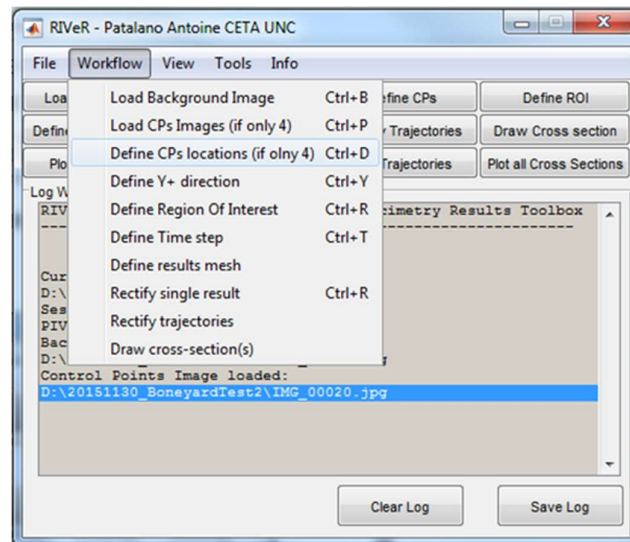 RIVeR - Patalano Antoine CETA UNC
File Workflow View Tools Info
Load Background Image Ctrl+B
Load CPs Images (if only 4) Ctrl+P
Define CPs locations (if olny 4) Ctrl+D
Define Y+ direction Ctrl+Y
Define Region Of Interest Ctrl+R
Define Time step Ctrl+T
Define results mesh
Rectify single result Ctrl+R
Rectify trajectories
Draw cross-section(s)
Define ROI
Trajectories Draw Cross section
Trajectories Plot all Cross Sections
Log W
RIV Results Toolbox
Cur
D:\
Ses
PIV
Bac
D:\
Control Points Image loaded:
D:\20151130_BoneyardTest2\IMG_00020.jpg
Clear Log Save Log